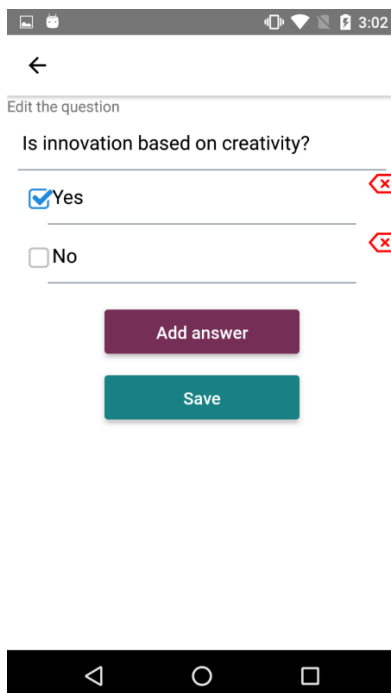 3:02
Edit the question
Is innovation based on creativity?
Yes
No
Add answer
Save